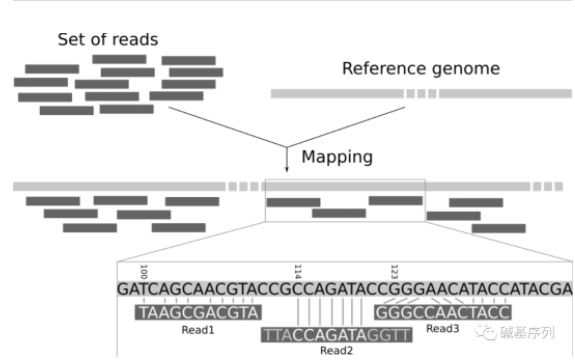 Set of reads
Reference genome
Mapping
100
114
123
GATCAGCAACGTACCGCCAGATACCGGGAACATACCATACGA
TAAGCGACGTA
GGGCCAACTACC
Read1
Read3
TTACCAGATAGGTT
Read2
碱基序列